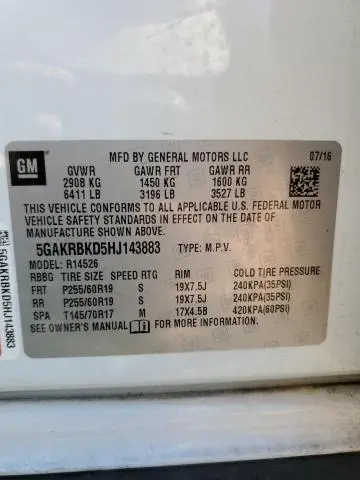 GM
MFD BY GENERAL MOTORS LLC 07/16
GVWR GAWR FRT GAWR RR
2908 KG 1450 KG 1600 KG
6411 LB 3196 LB 3527 LB
THIS VEHICLE CONFORMS TO ALL APPLICABLE U.S. FEDERAL MOTOR
VEHICLE SAFETY, BUMPER, AND THEFT PREVENTION STANDARDS
IN EFFECT ON THE DATE OF MANUFACTURE SHOWN ABOVE.
5GAKRBKD5HJ143883 TYPE: M.P.V.
MODEL: R14526
RBBG TIRE SIZE SPEED RTG RIM COLD TIRE PRESSURE
FRT P255/60R19 S 19X7.5J 240KPA(35PSI)
RR P255/60R19 S 19X7.5J 240KPA(35PSI)
SPA T145/70R17 M 17X4.5B 420KPA(60PSI)
SEE OWNER'S MANUAL FOR MORE INFORMATION.
5GAKRBKD5HJ143883